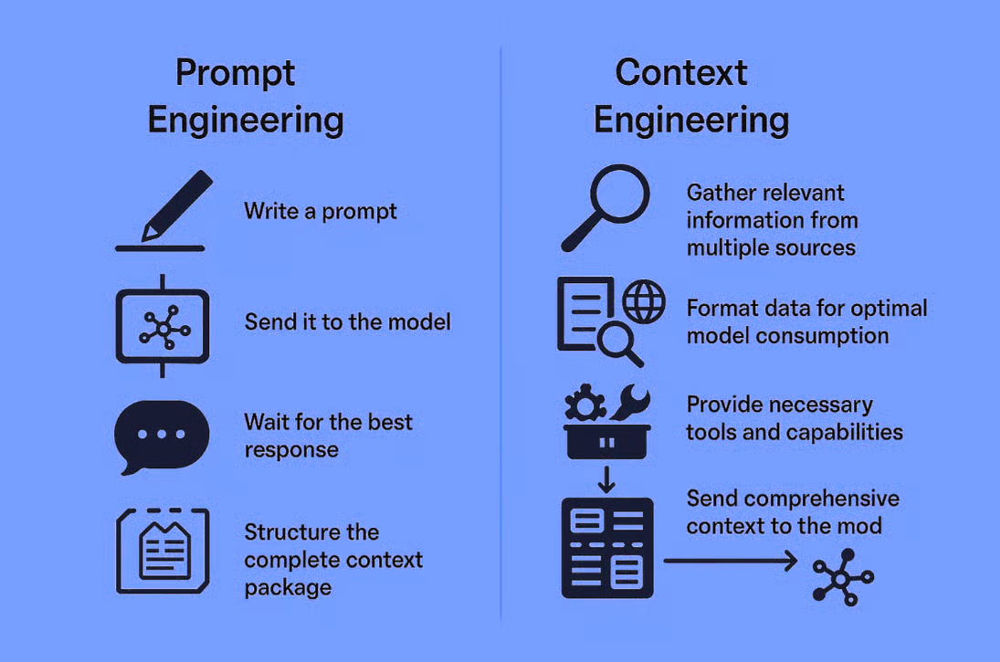 Prompt
Engineering
Write a prompt
Send it to the model
Wait for the best
response
Structure the
complete context
package
Context
Engineering
Gather relevant
information from
multiple sources
Format data for optimal
model consumption
Provide necessary
tools and capabilities
Send comprehensive
context to the mod